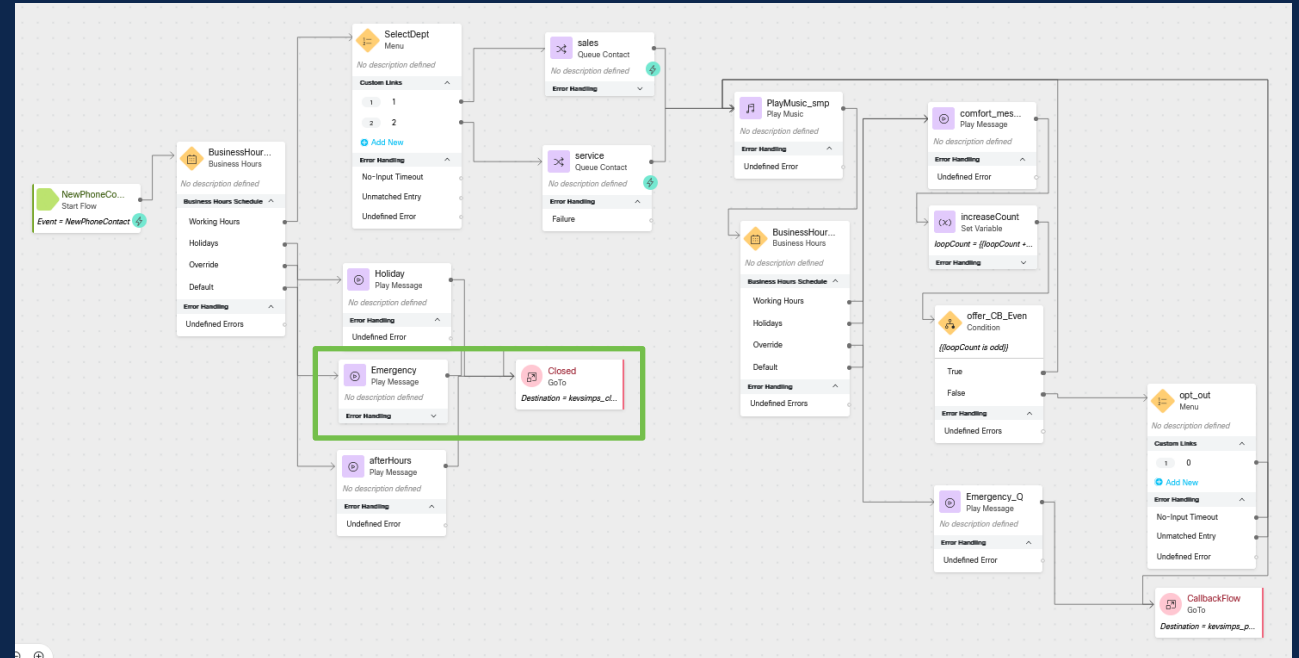 NewPhoneCo...
Start Flow
Event = NewPhoneContact
BusinessHour...
Business Hours
No description defined
Business Hours Schedule
Working Hours
Holidays
Override
Default
Error Handling
Undefined Errors
SelectDept
Menu
No description defined
Custom Links
1 1
2 2
Add New
Error Handling
No-Input Timeout
Unmatched Entry
Undefined Error
Holiday
Play Message
No description defined
Error Handling
Undefined Error
Emergency
Play Message
No description defined
Error Handling
afterHours
Play Message
No description defined
Error Handling
Undefined Error
sales
Queue Contact
No description defined
Error Handling
service
Queue Contact
No description defined
Error Handling
Failure
Closed
GoTo
Destination = kevsimps_cl...
PlayMusic_smp
Play Music
No description defined
Error Handling
Undefined Error
BusinessHour...
Business Hours
No description defined
Business Hours Schedule
Working Hours
Holidays
Override
Default
Error Handling
Undefined Errors
comfort_mes...
Play Message
No description defined
Error Handling
Undefined Error
increaseCount
Set Variable
loopCount = {{loopCount +...
Error Handling
offer_CB_Even
Condition
{{loopCount is odd}}
True
False
Error Handling
Undefined Errors
Emergency_Q
Play Message
No description defined
Error Handling
Undefined Error
opt_out
Menu
No description defined
Custom Links
1 0
Add New
Error Handling
No-Input Timeout
Unmatched Entry
Undefined Error
CallbackFlow
GoTo
Destination = kevsimps_p...